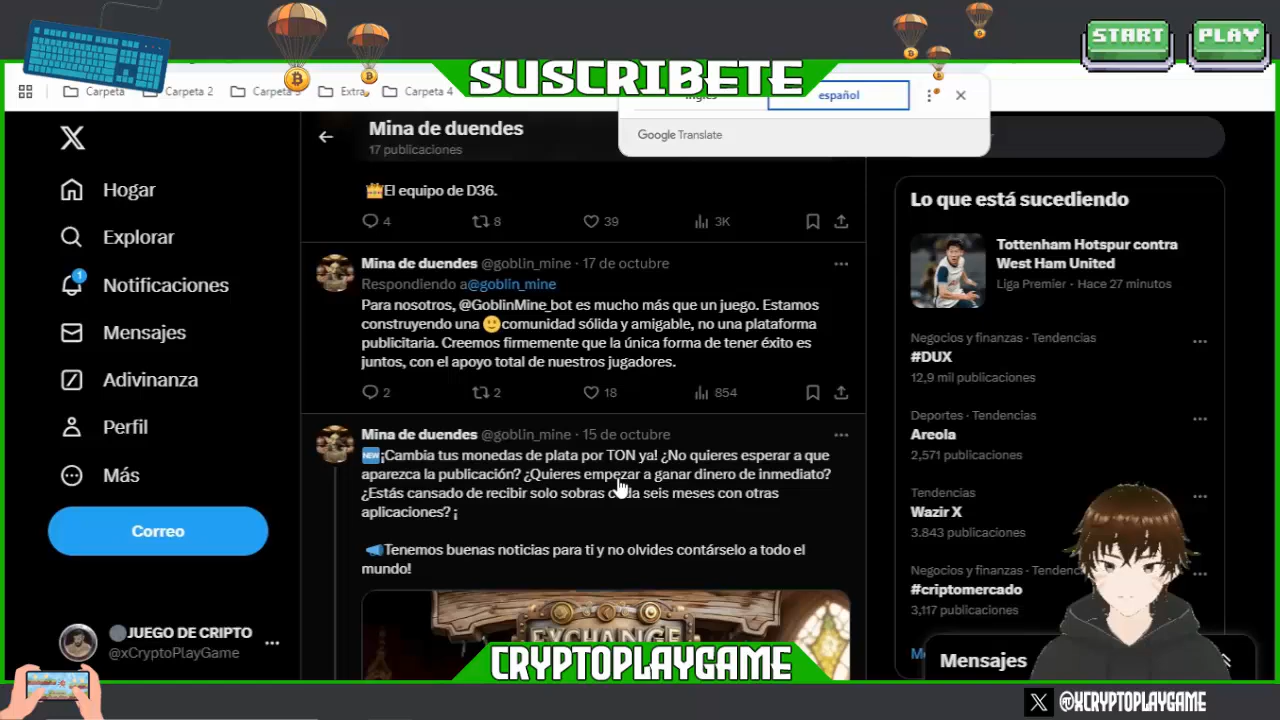 START
PLAY
SUSCRIBETE
Carpeta
Carpeta 2
Carpeta 3
Extra
Carpeta 4
español
Google Translate
Hogar
Explorar
1
Notificaciones
Mensajes
Adivinanza
Perfil
Más
Correo
JUEGO DE CRIPTO
@xCryptoPlayGame
Mina de duendes
17 publicaciones
El equipo de D36.
4
8
39
3K
Mina de duendes @goblin_mine · 17 de octubre
Respondiendo a@goblin_mine
Para nosotros, @GoblinMine_bot es mucho más que un juego. Estamos
construyendo una comunidad sólida y amigable, no una plataforma
publicitaria. Creemos firmemente que la única forma de tener éxito es
juntos, con el apoyo total de nuestros jugadores.
2
2
18
854
Mina de duendes @goblin_mine · 15 de octubre
NEW¡Cambia tus monedas de plata por TON ya! ¿No quieres esperar a que
aparezca la publicación? ¿Quieres empezar a ganar dinero de inmediato?
¿Estás cansado de recibir solo sobras cada seis meses con otras
aplicaciones? ¡
Tenemos buenas noticias para ti y no olvides contárselo a todo el
mundo!
EXCHANGE
Lo que está sucediendo
Tottenham Hotspur contra
West Ham United
Liga Premier · Hace 27 minutos
Negocios y finanzas · Tendencias
#DUX
12,9 mil publicaciones
Deportes · Tendencias
Areola
2,571 publicaciones
Tendencias
Wazir X
3.843 publicaciones
Negocios y finanzas ·
#criptomercado
3,117 publicaciones
Mensajes
CRYPTOPLAYGAME
X @XCRYPTOPLAYGAME